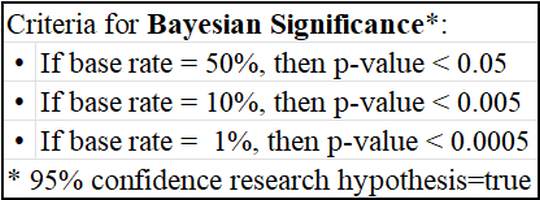 Criteria for Bayesian Significance*:
• If base rate = 50%, then p-value < 0.05
• If base rate = 10%, then p-value < 0.005
• If base rate =  1%, then p-value < 0.0005
* 95% confidence research hypothesis=true